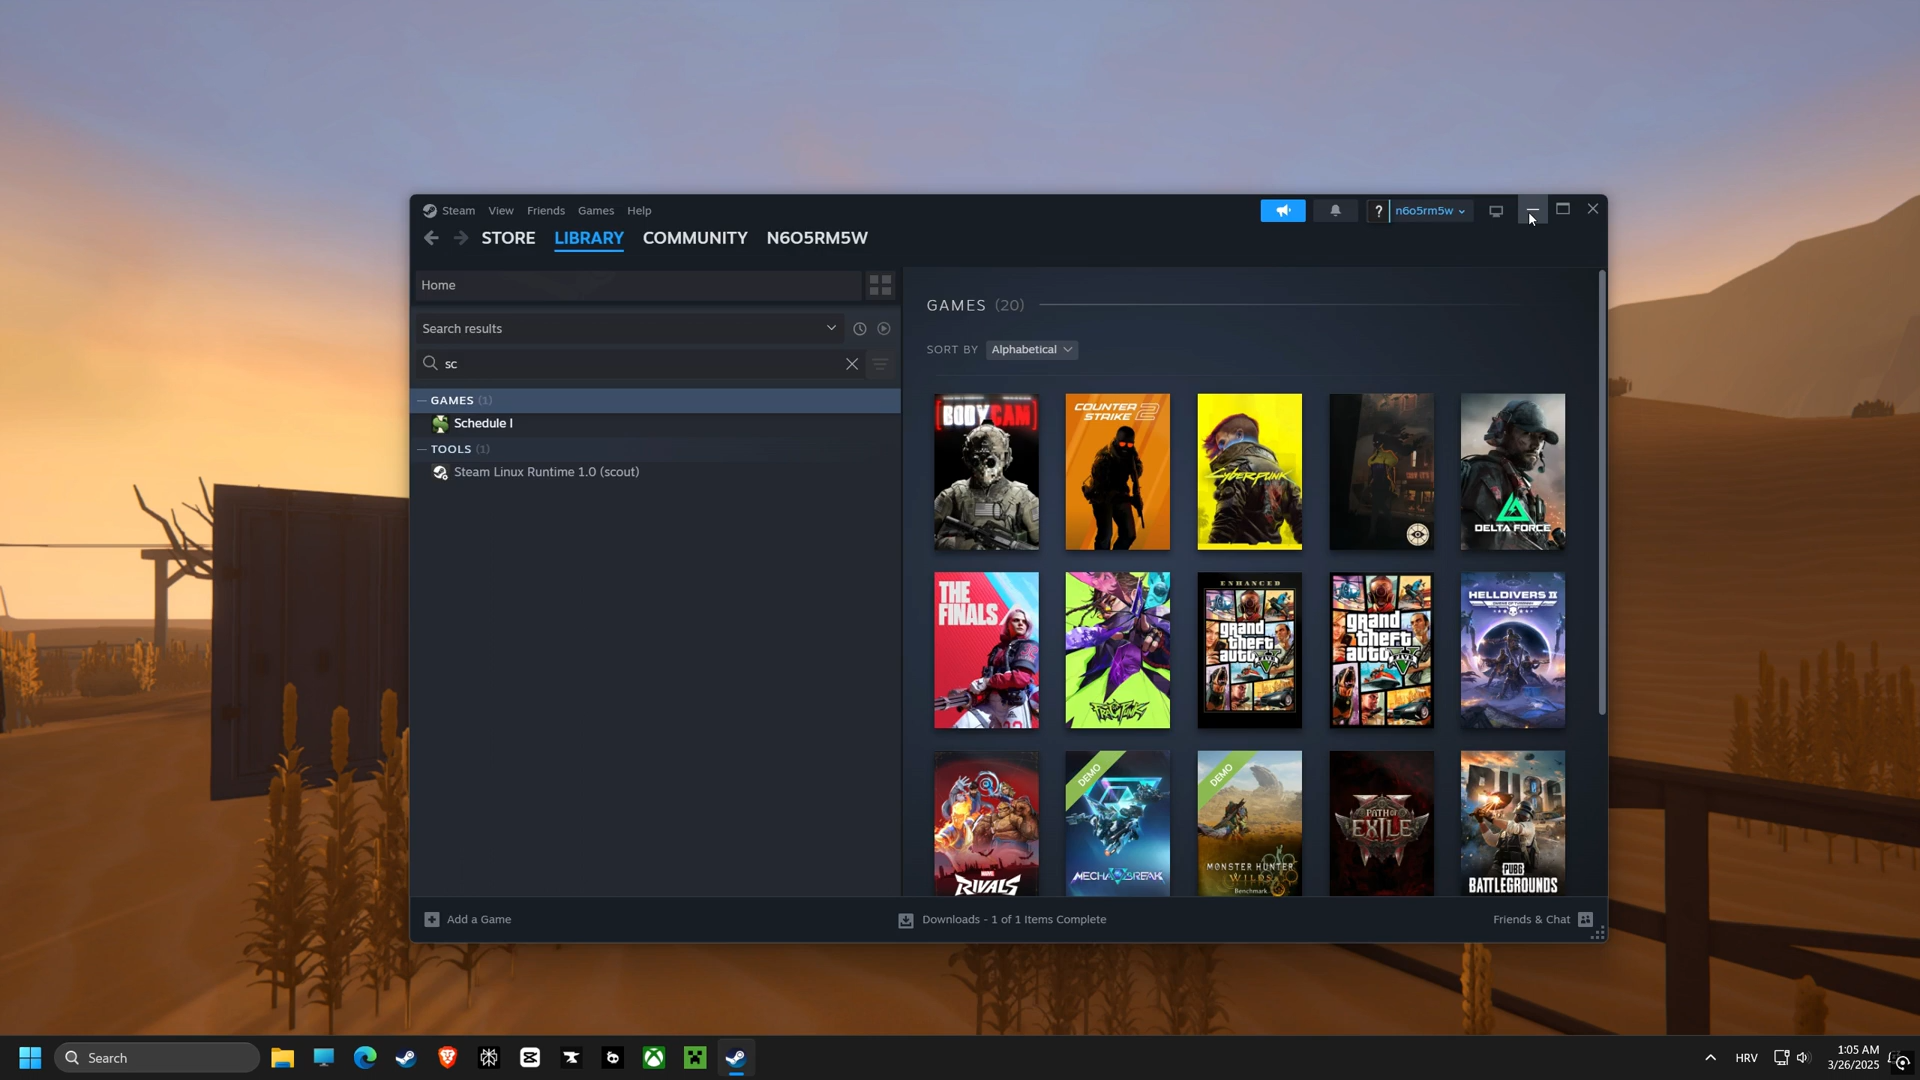 Steam View Friends Games Help
? n6o5rm5w
STORE LIBRARY COMMUNITY N6O5RM5W
Home
Search results
sc
GAMES (1)
Schedule I
TOOLS (1)
Steam Linux Runtime 1.0 (scout)
GAMES (20)
SORT BY Alphabetical
BODYCAM
COUNTER STRIKE 2
Cyberpunk
DELTA FORCE
THE FINALS
ENHANCED
grand theft auto V
grand theft auto V
HELLDIVERS II
MARVEL
RIVALS
DEMO
MECHA BREAK
DEMO
MONSTER HUNTER
WILDS
Benchmark
PATH OF
EXILE
PUBG
PUBG
BATTLEGROUNDS
Add a Game
Downloads - 1 of 1 Items Complete
Friends & Chat
Search
HRV
1:05 AM
3/26/2025